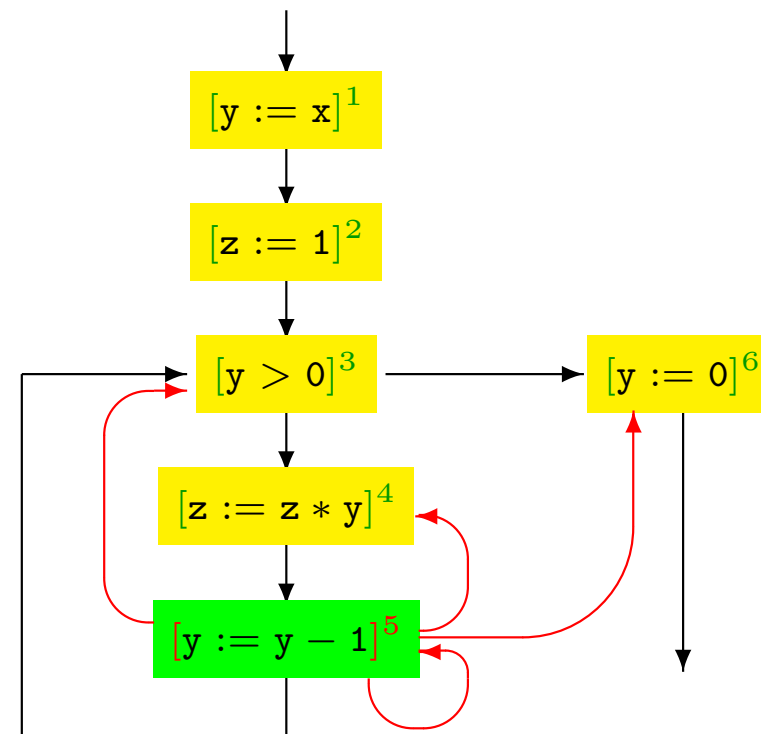 [y := x]^1
[z := 1]^2
[y > 0]^3
[y := 0]^6
[z := z * y]^4
[y := y − 1]^5